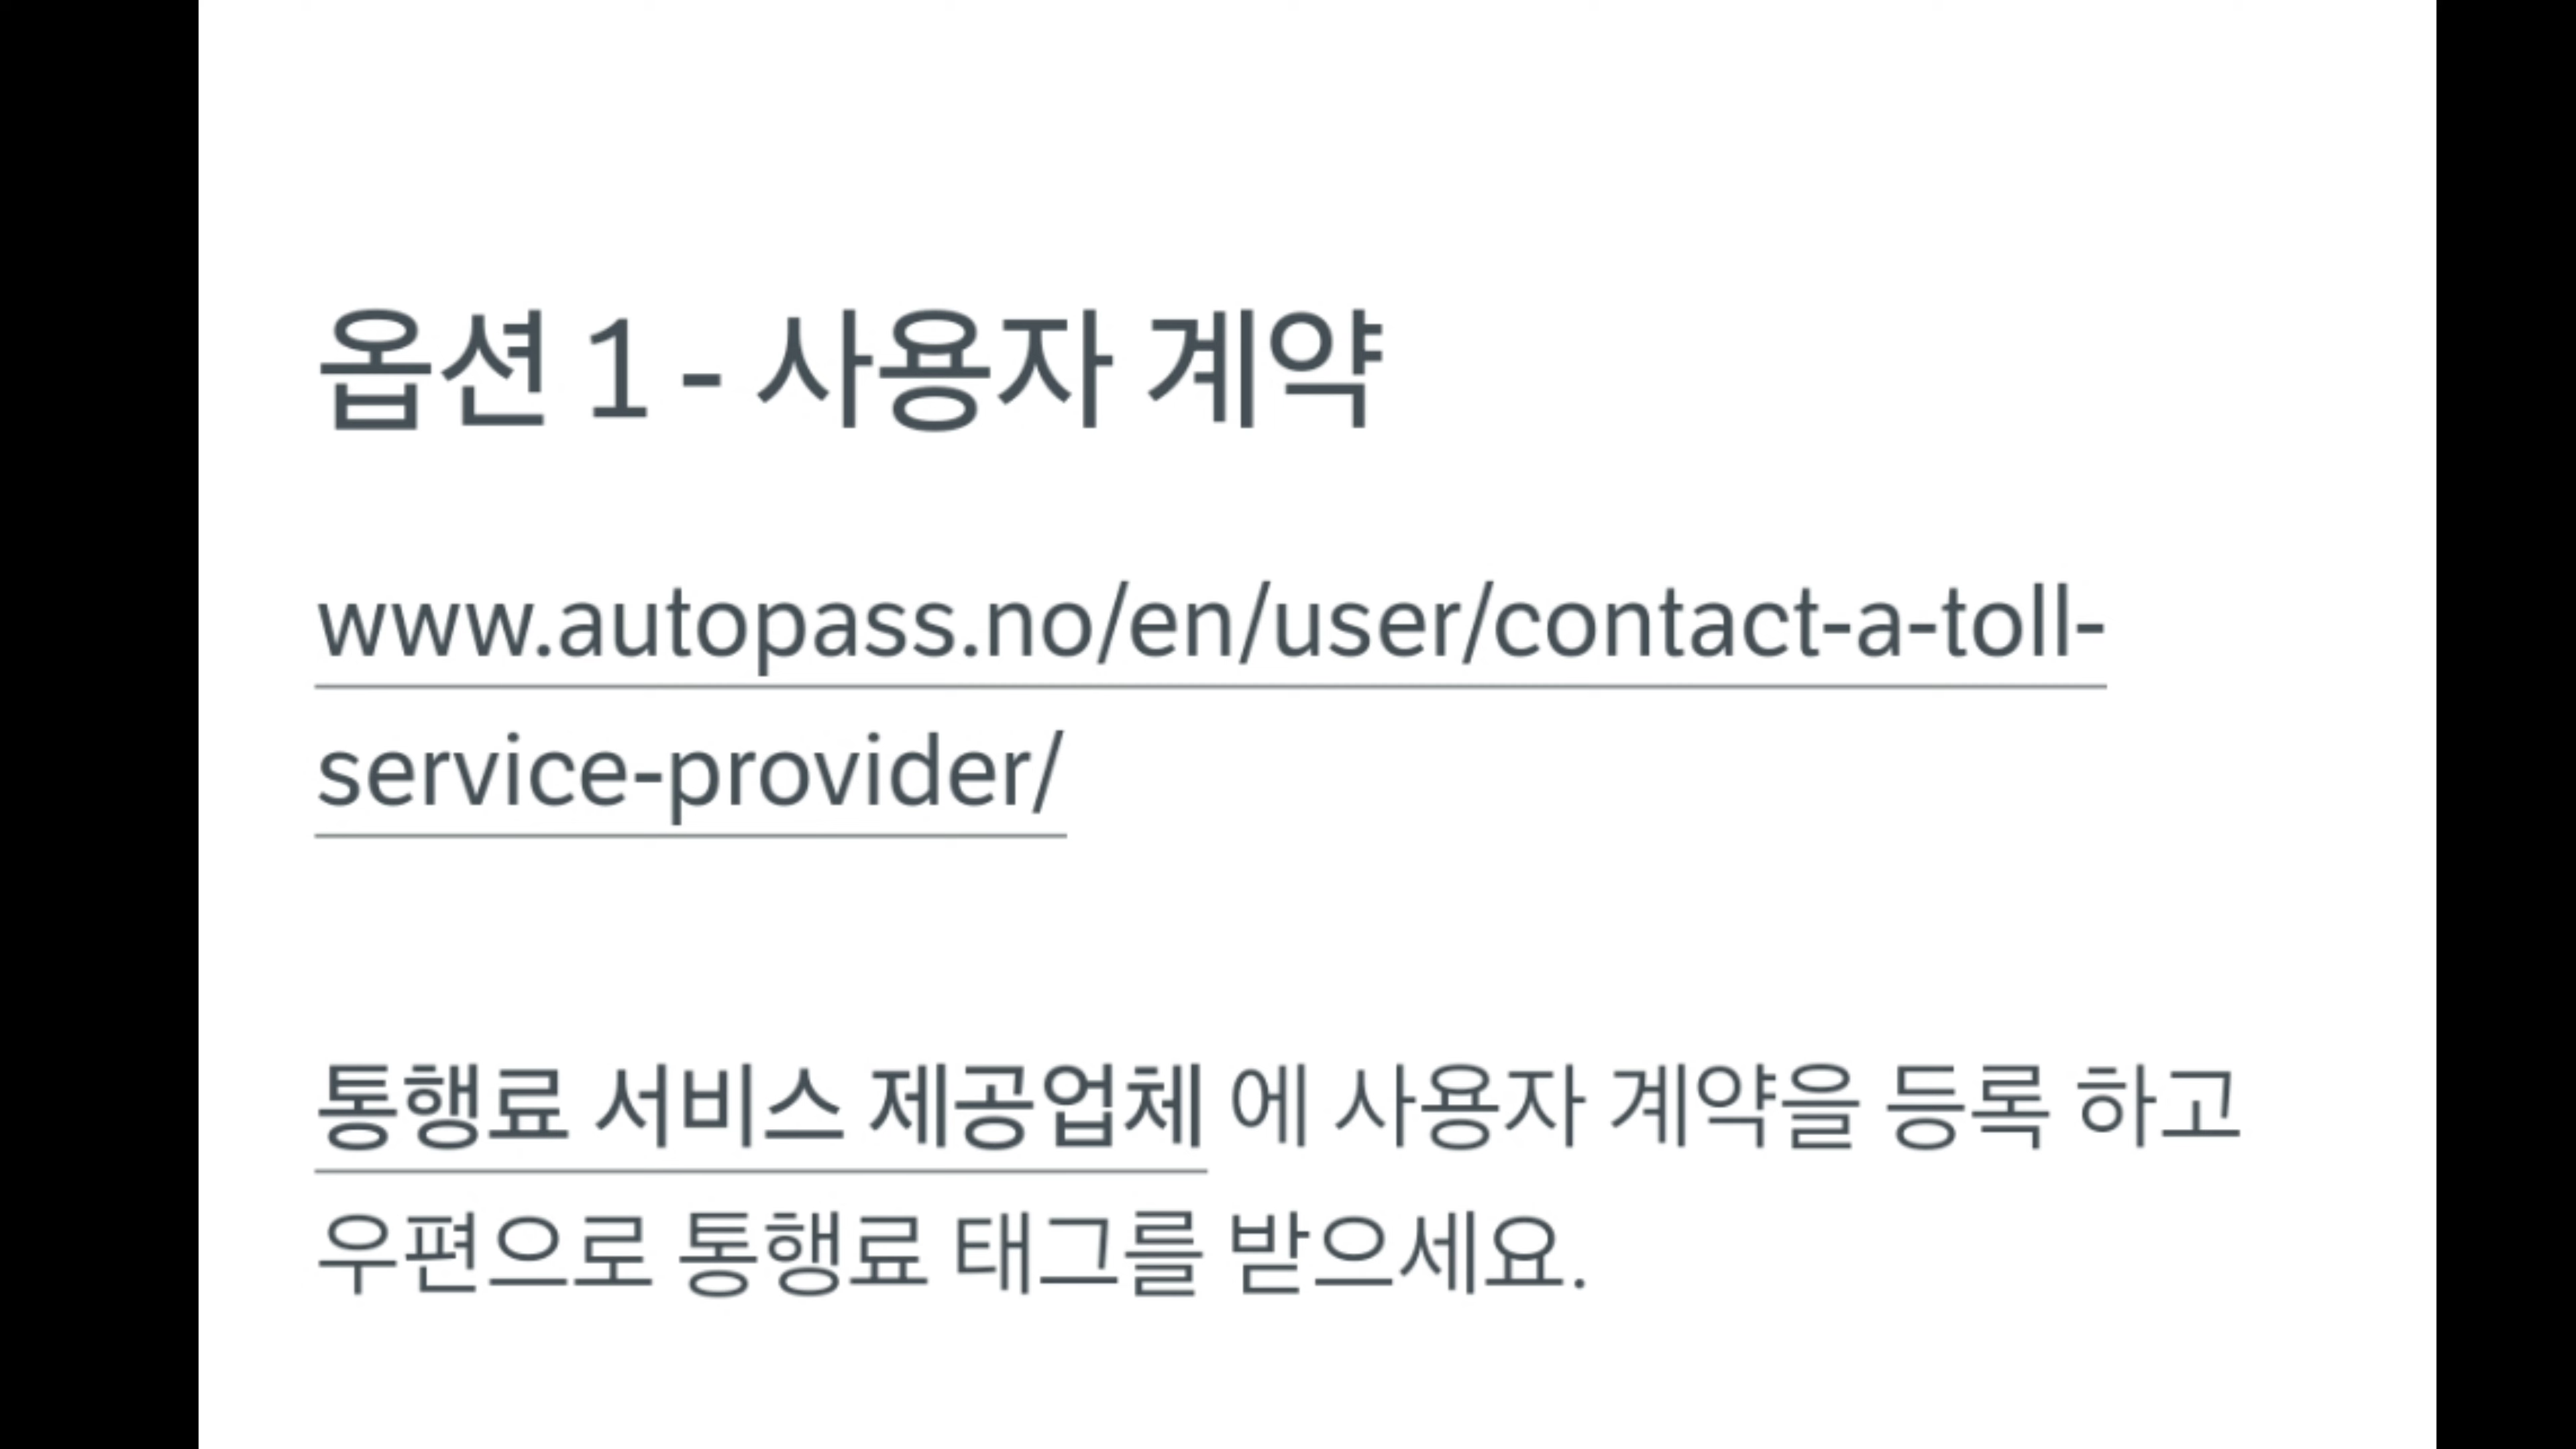 옵션 1 - 사용자 계약
www.autopass.no/en/user/contact-a-toll-
service-provider/
통행료 서비스 제공업체 에 사용자 계약을 등록 하고
우편으로 통행료 태그를 받으세요.